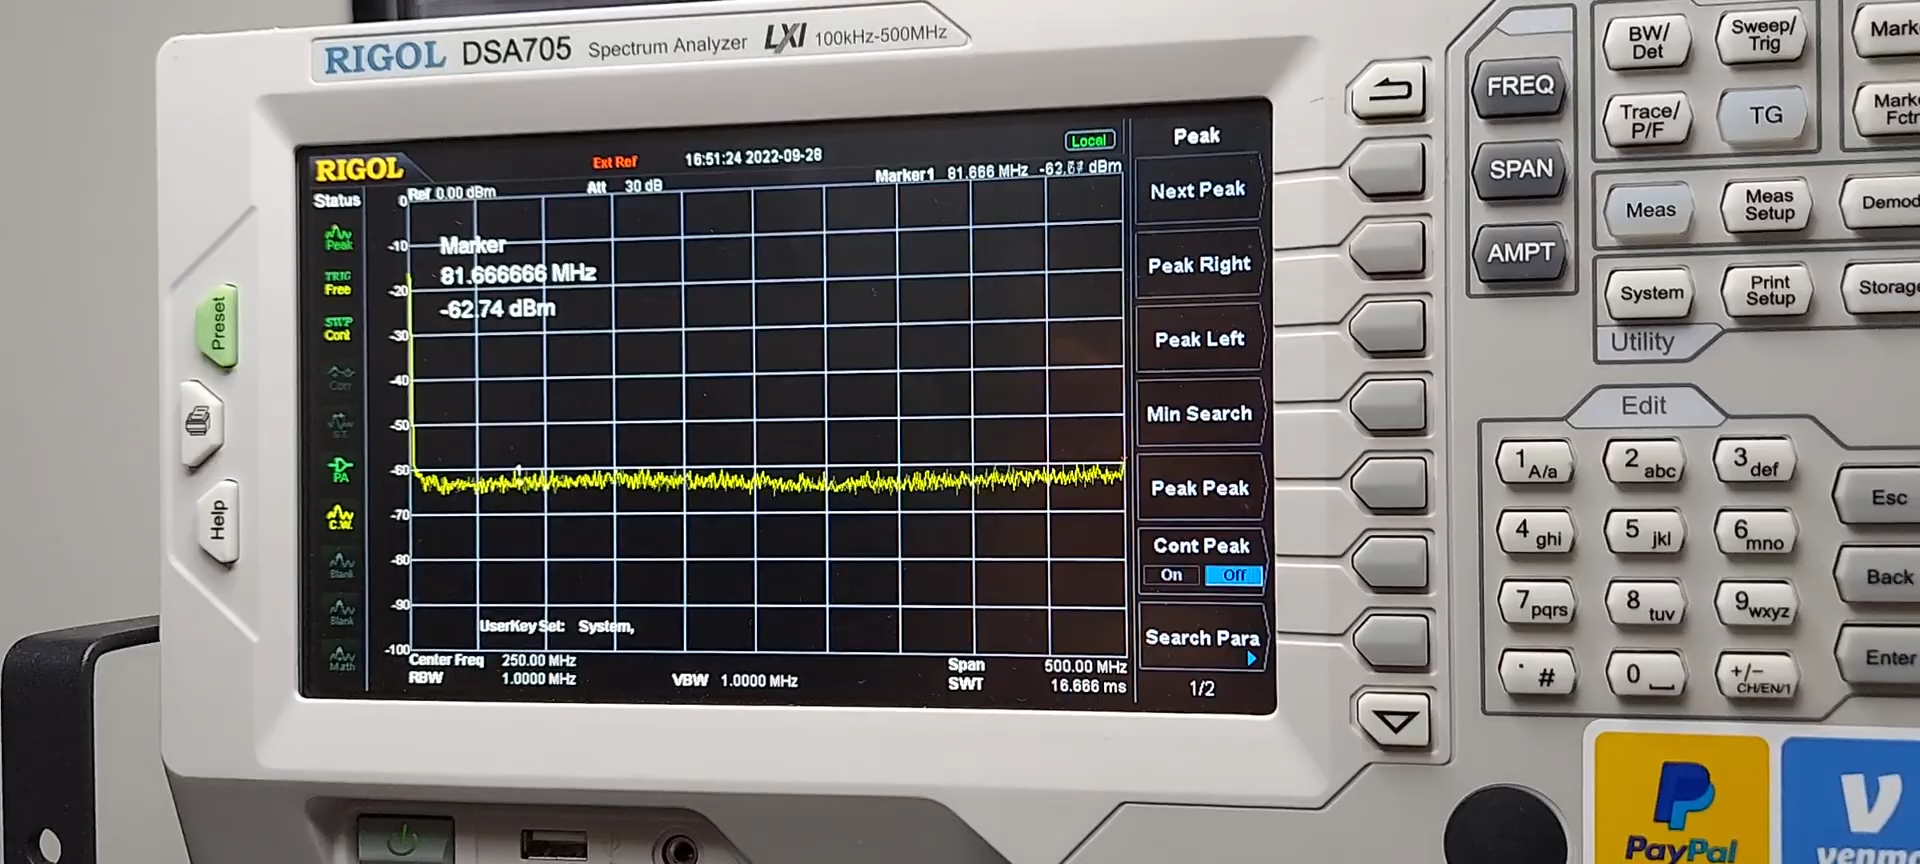 RIGOL DSA705 Spectrum Analyzer LXI 100kHz-500MHz
RIGOL
Ext Ref
16:51:24 2022-09-28
Local
Status
Ref 0.00 dBm
Att 30 dB
Marker1 81.666 MHz
dBm
Peak
TRIG
Free
SWP
Cont
Corr
PA
C.W.
Blank
Blank
Math
0
-10
-20
-30
-40
-50
-60
-70
-80
-90
-100
Marker
81.666666 MHz
-62.74 dBm
1
UserKey Set: System,
Center Freq 250.00 MHz
Span 500.00 MHz
RBW 1.0000 MHz
VBW 1.0000 MHz
SWT 16.666 ms
Peak
Next Peak
Peak Right
Peak Left
Min Search
Peak Peak
Cont Peak
On Off
Search Para
1/2
Preset
Help
FREQ
SPAN
AMPT
BW/
Det
Sweep/
Trig
Mark
Trace/
P/F
TG
Mark
Fctr
Meas
Meas
Setup
Demod
System
Print
Setup
Storage
Utility
Edit
1 A/a
2 abc
3 def
4 ghi
5 jkl
6 mno
7 pqrs
8 tuv
9 wxyz
. #
0
+/- CH/EN/1
Esc
Back
Enter
PayPal
venmo